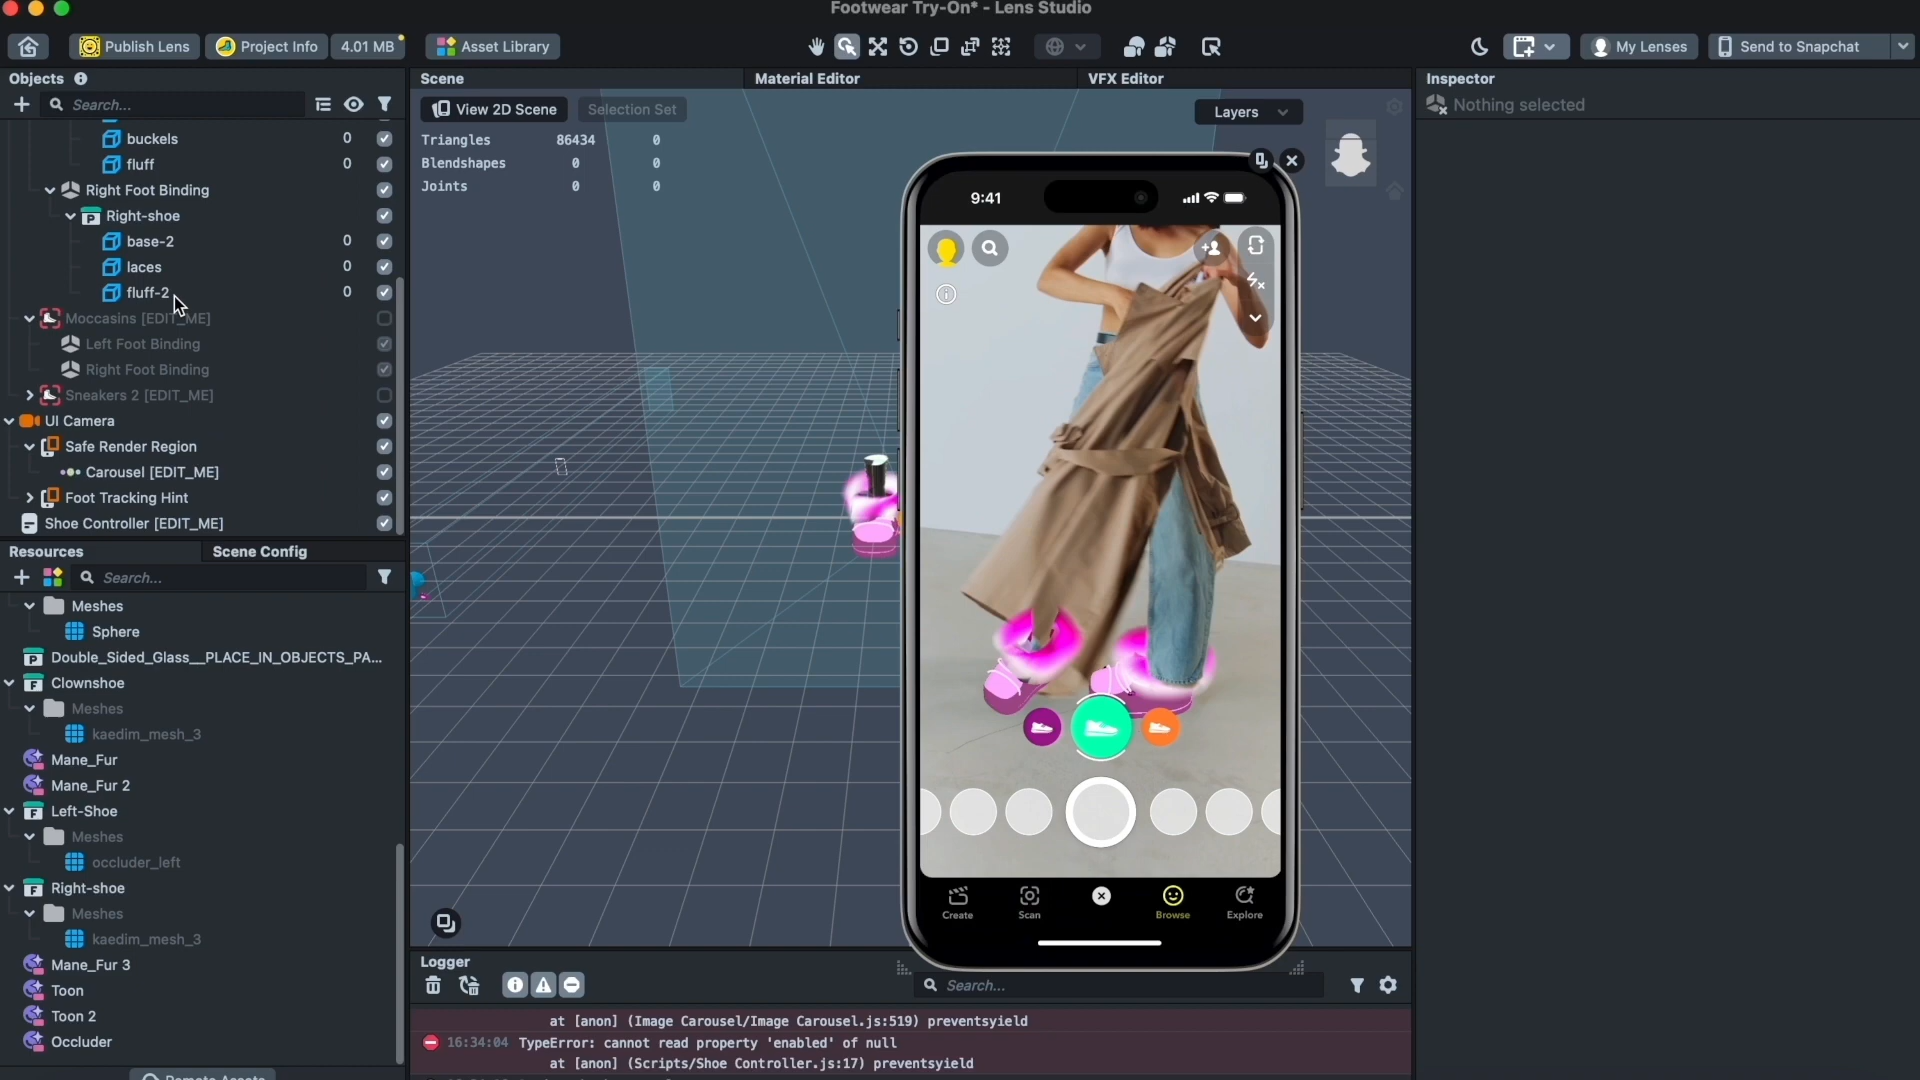 Footwear Try-On* - Lens Studio
Publish Lens
Project Info
4.01 MB
Asset Library
My Lenses
Send to Snapchat
Objects
Search...
buckels 0
fluff 0
Right Foot Binding
Right-shoe
base-2 0
laces 0
fluff-2 0
Moccasins [EDIT_ME]
Left Foot Binding
Right Foot Binding
Sneakers 2 [EDIT_ME]
UI Camera
Safe Render Region
Carousel [EDIT_ME]
Foot Tracking Hint
Shoe Controller [EDIT_ME]
Resources
Scene Config
Search...
Meshes
Sphere
Double_Sided_Glass__PLACE_IN_OBJECTS_PA...
Clownshoe
Meshes
kaedim_mesh_3
Mane_Fur
Mane_Fur 2
Left-Shoe
Meshes
occluder_left
Right-shoe
Meshes
kaedim_mesh_3
Mane_Fur 3
Toon
Toon 2
Occluder
Remote Assets
Scene
Material Editor
VFX Editor
View 2D Scene
Selection Set
Layers
Triangles 86434 0
Blendshapes 0 0
Joints 0 0
9:41
Create
Scan
Browse
Explore
Logger
Search...
at [anon] (Image Carousel/Image Carousel.js:519) preventsyield
16:34:04 TypeError: cannot read property 'enabled' of null
at [anon] (Scripts/Shoe Controller.js:17) preventsyield
Inspector
Nothing selected